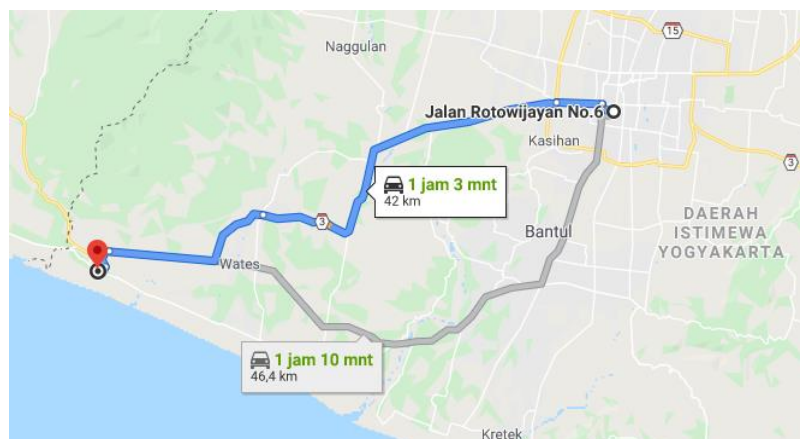 15
Naggulan
Jalan Rotowijayan No.6
Kasihan
3
1 jam 3 mnt
42 km
3
DAERAH
ISTIMEWA
YOGYAKARTA
Bantul
Wates
1 jam 10 mnt
46,4 km
Kretek